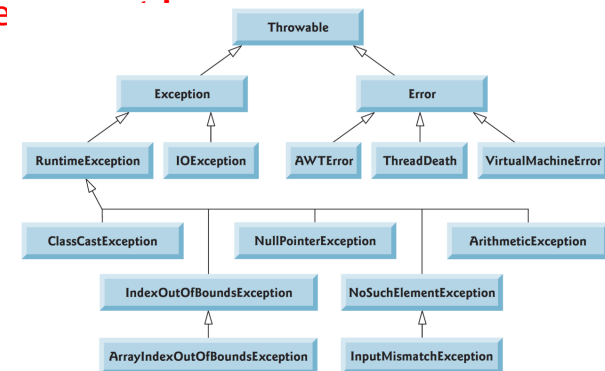 Throwable
Exception
Error
RuntimeException
IOException
AWTError
ThreadDeath
VirtualMachineError
ClassCastException
NullPointerException
ArithmeticException
IndexOutOfBoundsException
NoSuchElementException
ArrayIndexOutOfBoundsException
InputMismatchException